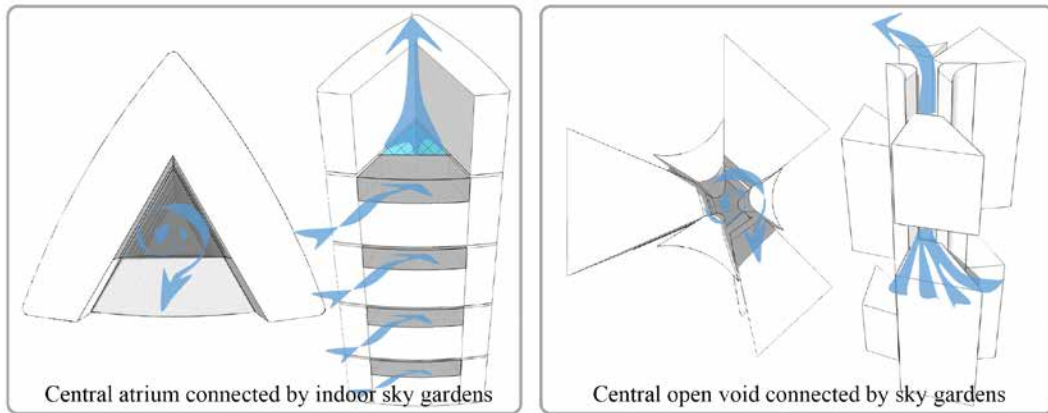 Central atrium connected by indoor sky gardens
Central open void connected by sky gardens